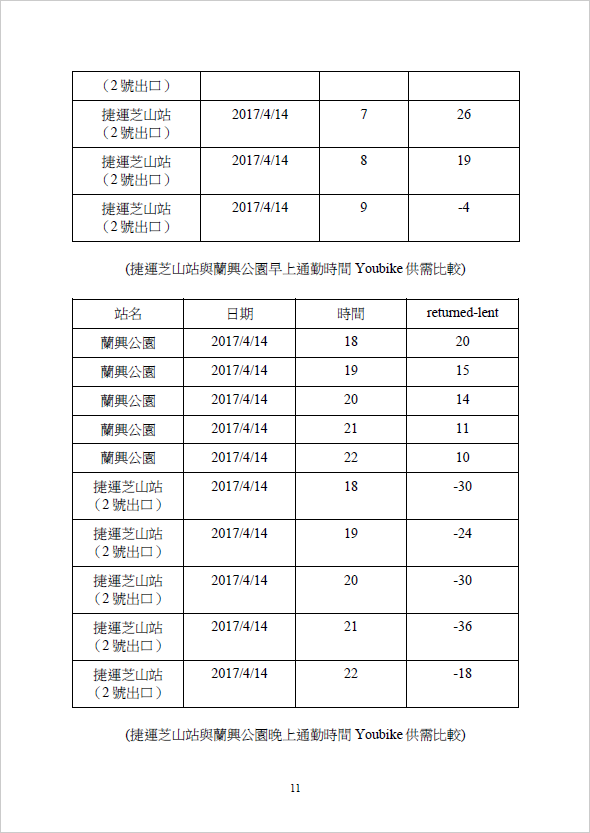 （2 號出口）
捷運芝山站 2017/4/14 7 26
（2 號出口）
捷運芝山站 2017/4/14 8 19
（2 號出口）
捷運芝山站 2017/4/14 9 -4
（2 號出口）
(捷運芝山站與蘭興公園早上通勤時間 Youbike 供需比較)
站名 日期 時間 returned-lent
蘭興公園 2017/4/14 18 20
蘭興公園 2017/4/14 19 15
蘭興公園 2017/4/14 20 14
蘭興公園 2017/4/14 21 11
蘭興公園 2017/4/14 22 10
捷運芝山站 2017/4/14 18 -30
（2 號出口）
捷運芝山站 2017/4/14 19 -24
（2 號出口）
捷運芝山站 2017/4/14 20 -30
（2 號出口）
捷運芝山站 2017/4/14 21 -36
（2 號出口）
捷運芝山站 2017/4/14 22 -18
（2 號出口）
(捷運芝山站與蘭興公園晚上通勤時間 Youbike 供需比較)
11